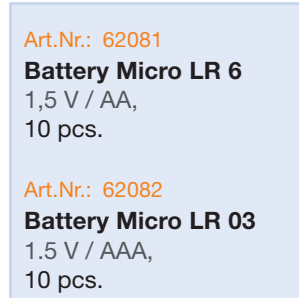 Art.Nr.: 62081
Battery Micro LR 6
1,5 V / AA,
10 pcs.
Art.Nr.: 62082
Battery Micro LR 03
1.5 V / AAA,
10 pcs.